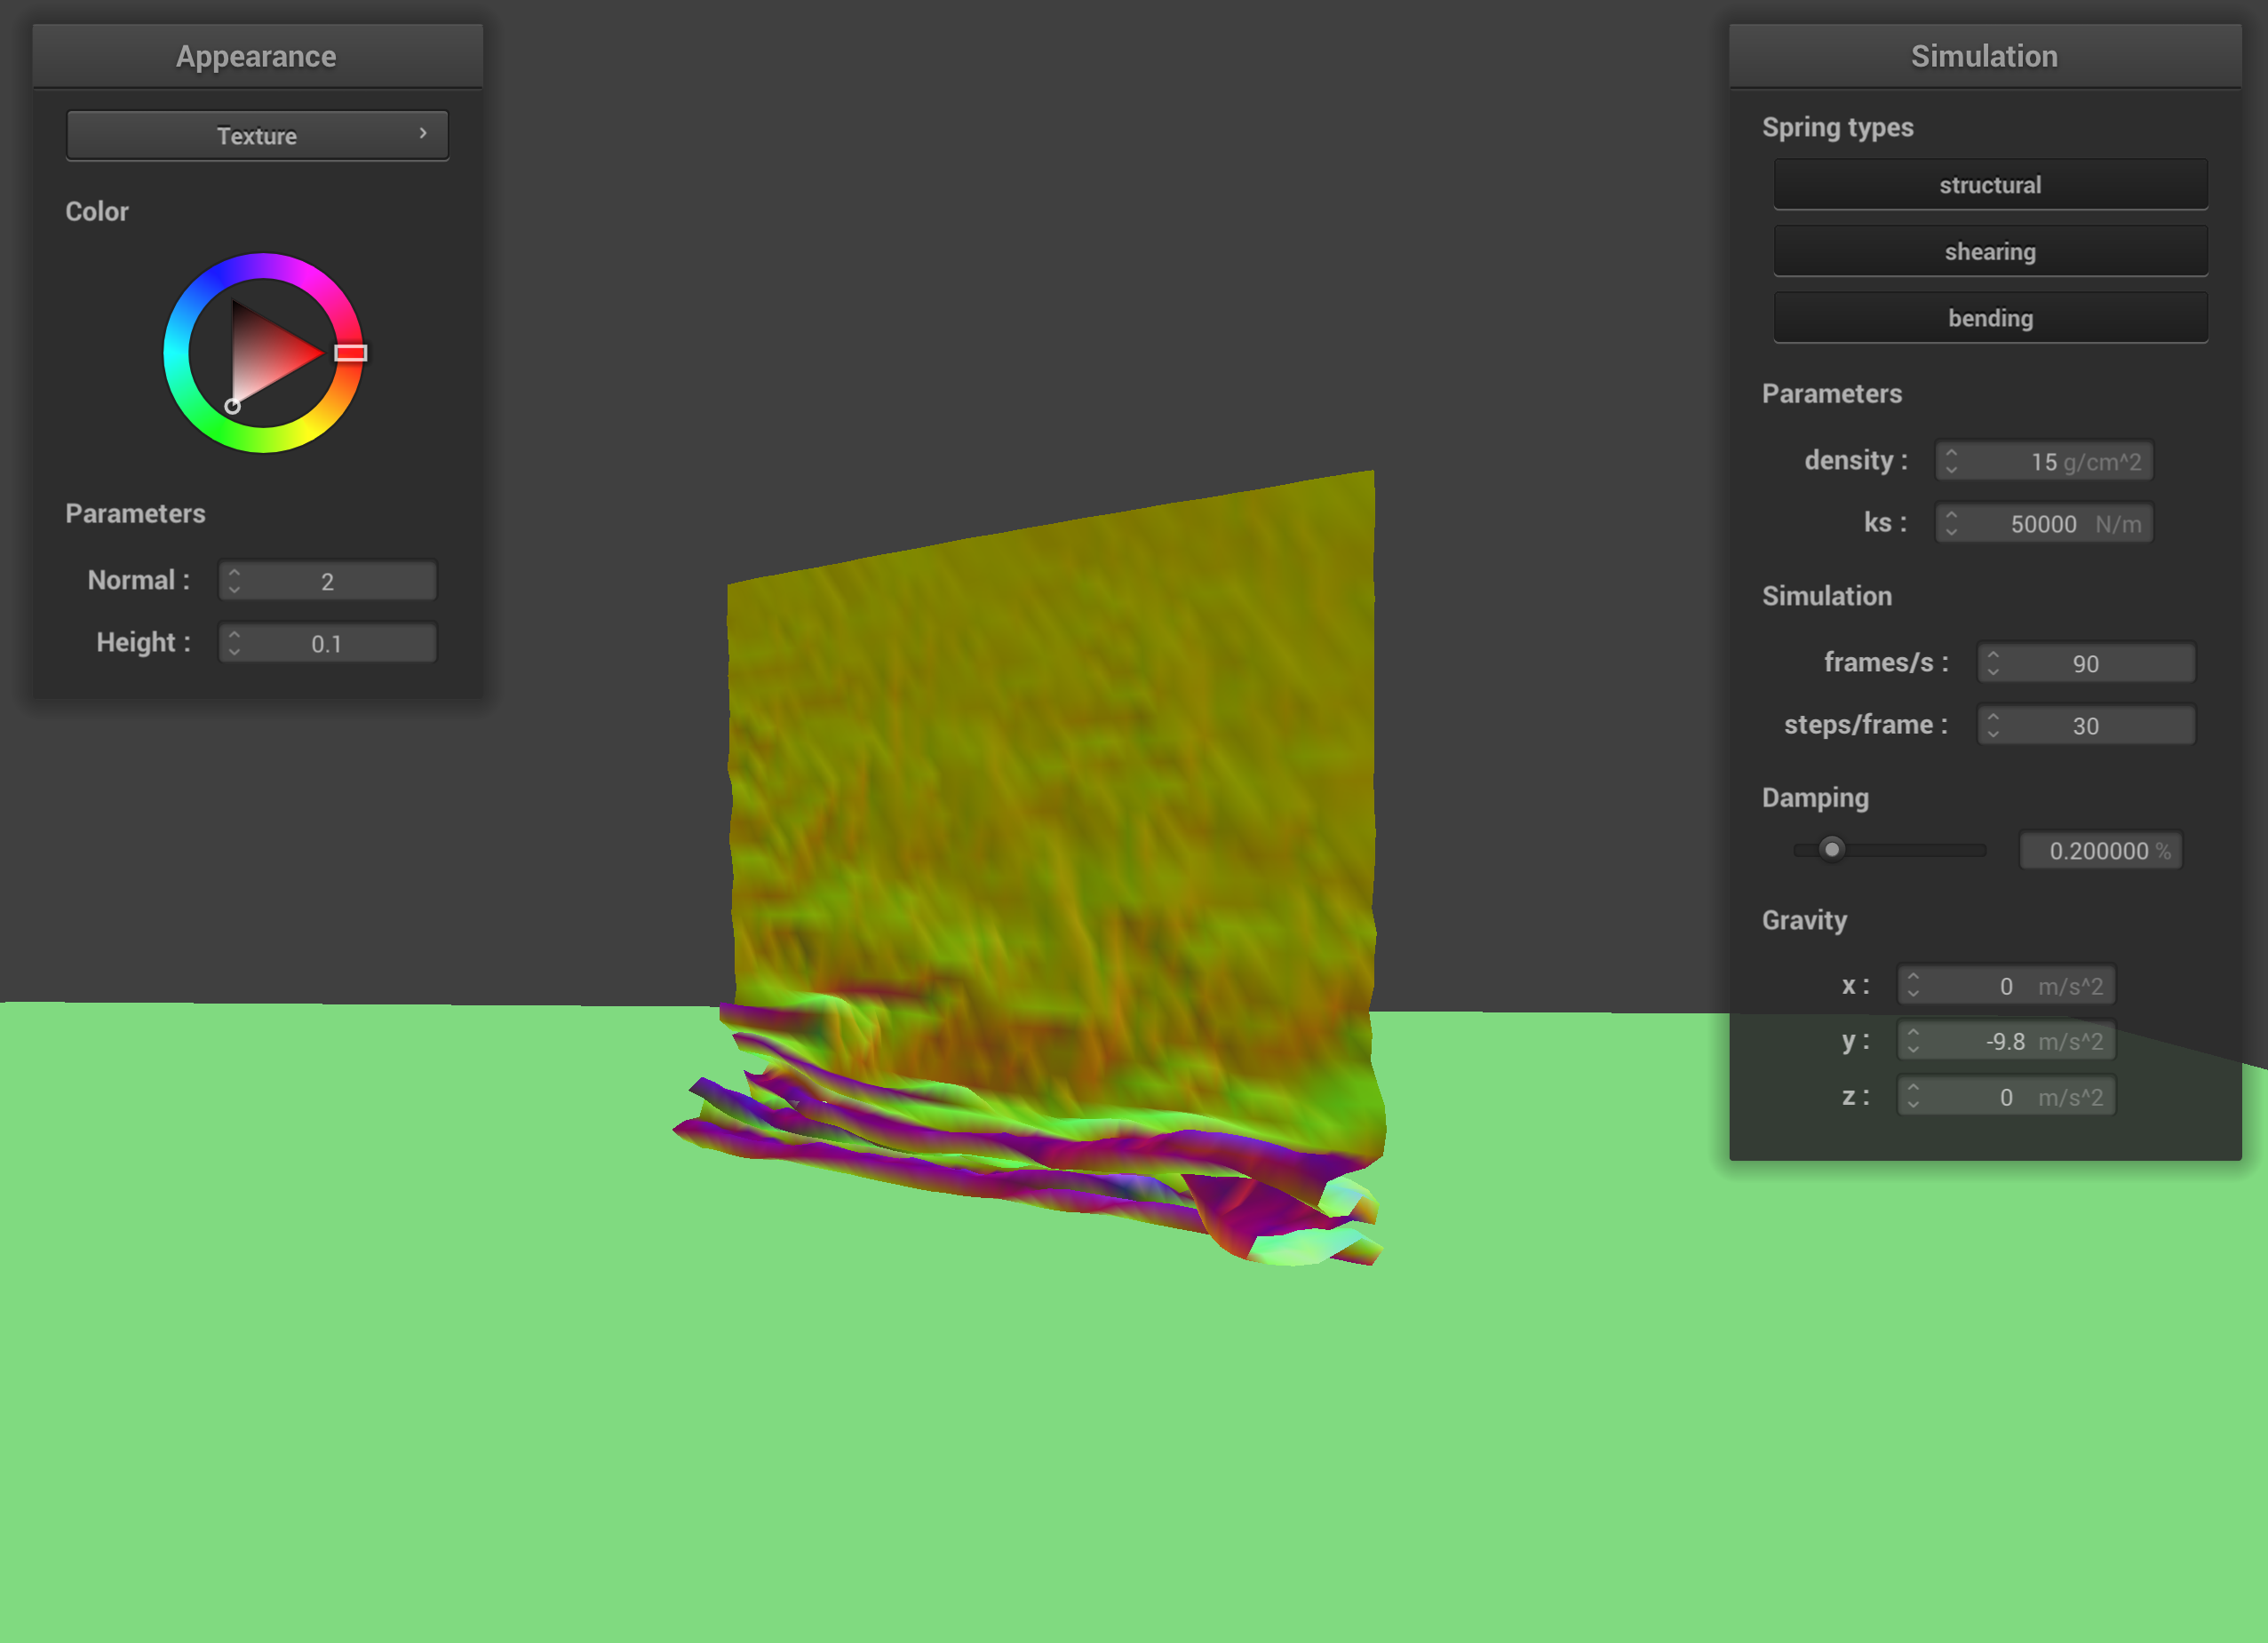 Appearance
Texture
Color
Parameters
Normal :
2
Height :
0.1
Simulation
Spring types
structural
shearing
bending
Parameters
density :
15 g/cm^2
ks :
50000 N/m
Simulation
frames/s :
90
steps/frame :
30
Damping
0.200000 %
Gravity
x :
0 m/s^2
y :
-9.8 m/s^2
z :
0 m/s^2